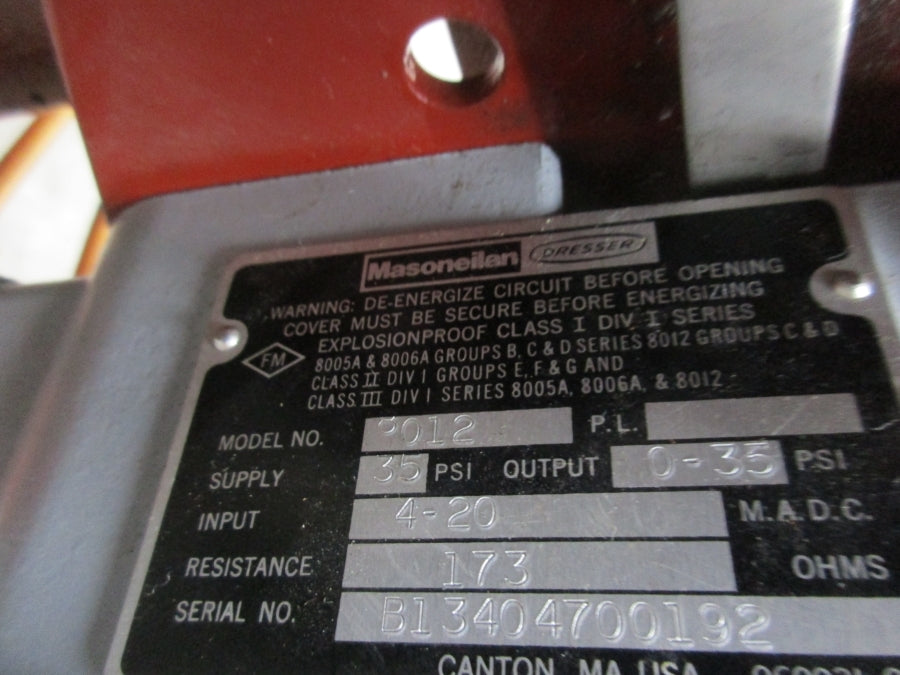 Masoneilan DRESSER
WARNING: DE-ENERGIZE CIRCUIT BEFORE OPENING
COVER MUST BE SECURE BEFORE ENERGIZING
EXPLOSIONPROOF CLASS I DIV I SERIES
FM 8005A & 8006A GROUPS B, C & D SERIES 8012 GROUPS C & D
CLASS II DIV I GROUPS E, F & G AND
CLASS III DIV I SERIES 8005A, 8006A, & 8012
MODEL NO. 8012 P.L.
SUPPLY 35 PSI OUTPUT 0-35 PSI
INPUT 4-20 M.A.D.C.
RESISTANCE 173 OHMS
SERIAL NO. B13404700192
CANTON, MA USA